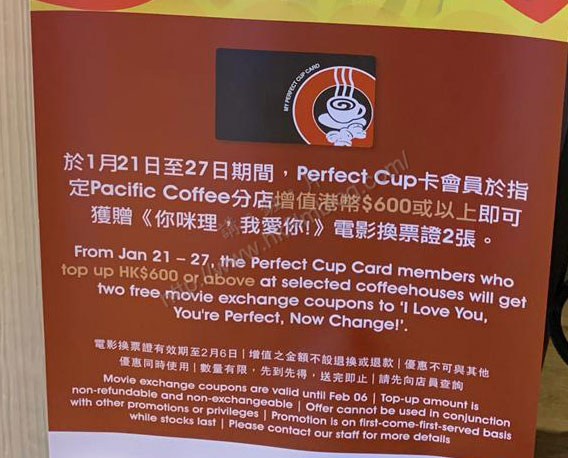 MY PERFECT CUP CARD
於1月21日至27日期間，Perfect Cup卡會員於指
定Pacific Coffee分店增值港幣$600或以上即可
獲贈《你咪理，我愛你!》電影換票證2張。
From Jan 21 – 27, the Perfect Cup Card members who
top up HK$600 or above at selected coffeehouses will get
two free movie exchange coupons to 'I Love You,
You're Perfect, Now Change!'.
電影換票證有效期至2月6日 | 增值之金額不設退換或退款 | 優惠不可與其他
優惠同時使用 | 數量有限，先到先得，送完即止 | 請先向店員查詢
Movie exchange coupons are valid until Feb 06 | Top-up amount is
non-refundable and non-exchangeable | Offer cannot be used in conjunction
with other promotions or privileges | Promotion is on first-come-first-served basis
while stocks last | Please contact our staff for more details